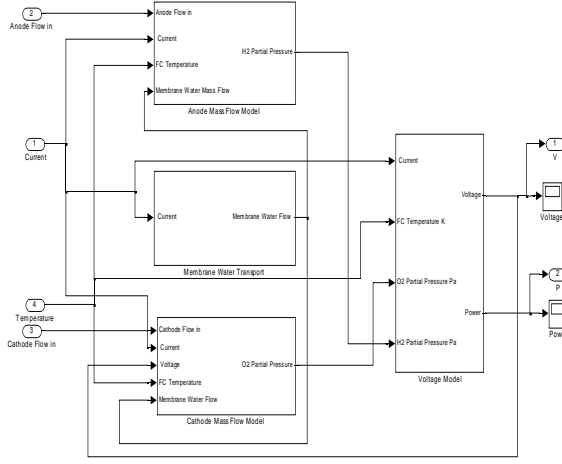 2
Anode Flow in
Anode Flow in
Current
FC Temperature
Membrane Water Mass Flow
H2 Partial Pressure
Anode Mass Flow Model
1
Current
Current
Membrane Water Flow
Membrane Water Transport
4
Temperature
3
Cathode Flow in
Cathode Flow in
Current
Voltage
FC Temperature
Membrane Water Flow
O2 Partial Pressure
Cathode Mass Flow Model
Current
FC Temperature K
O2 Partial Pressure Pa
H2 Partial Pressure Pa
Voltage
Power
Voltage Model
1
V
Voltage
2
P
Pow